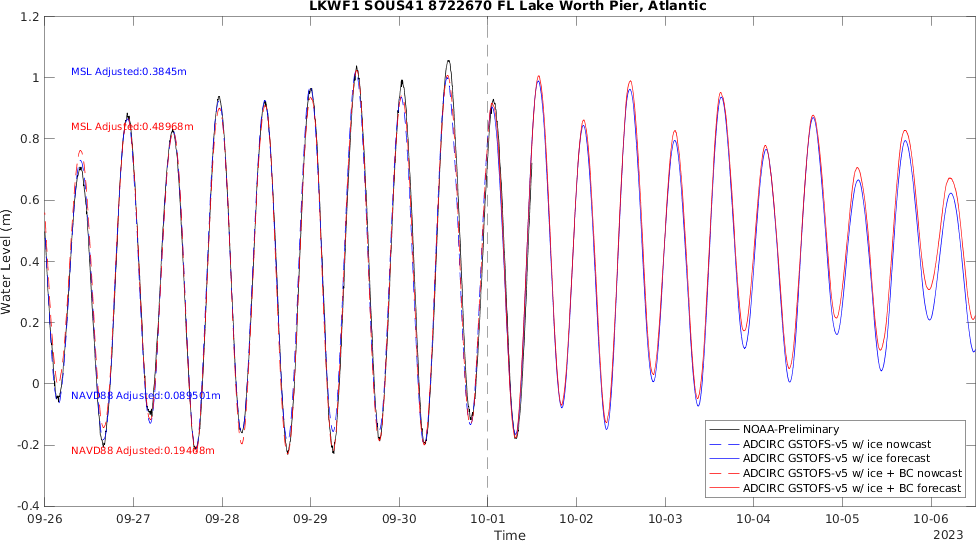 LKWF1 SOUS41 8722670 FL Lake Worth Pier, Atlantic
1.2
1
0.8
0.6
0.4
0.2
0
-0.2
-0.4
Water Level (m)
MSL Adjusted:0.3845m
MSL Adjusted:0.48968m
NAVD88 Adjusted:0.089501m
NAVD88 Adjusted:0.19468m
NOAA-Preliminary
ADCIRC GSTOFS-v5 w/ ice nowcast
ADCIRC GSTOFS-v5 w/ ice forecast
ADCIRC GSTOFS-v5 w/ ice + BC nowcast
ADCIRC GSTOFS-v5 w/ ice + BC forecast
09-26 09-27 09-28 09-29 09-30 10-01 10-02 10-03 10-04 10-05 10-06
Time
2023